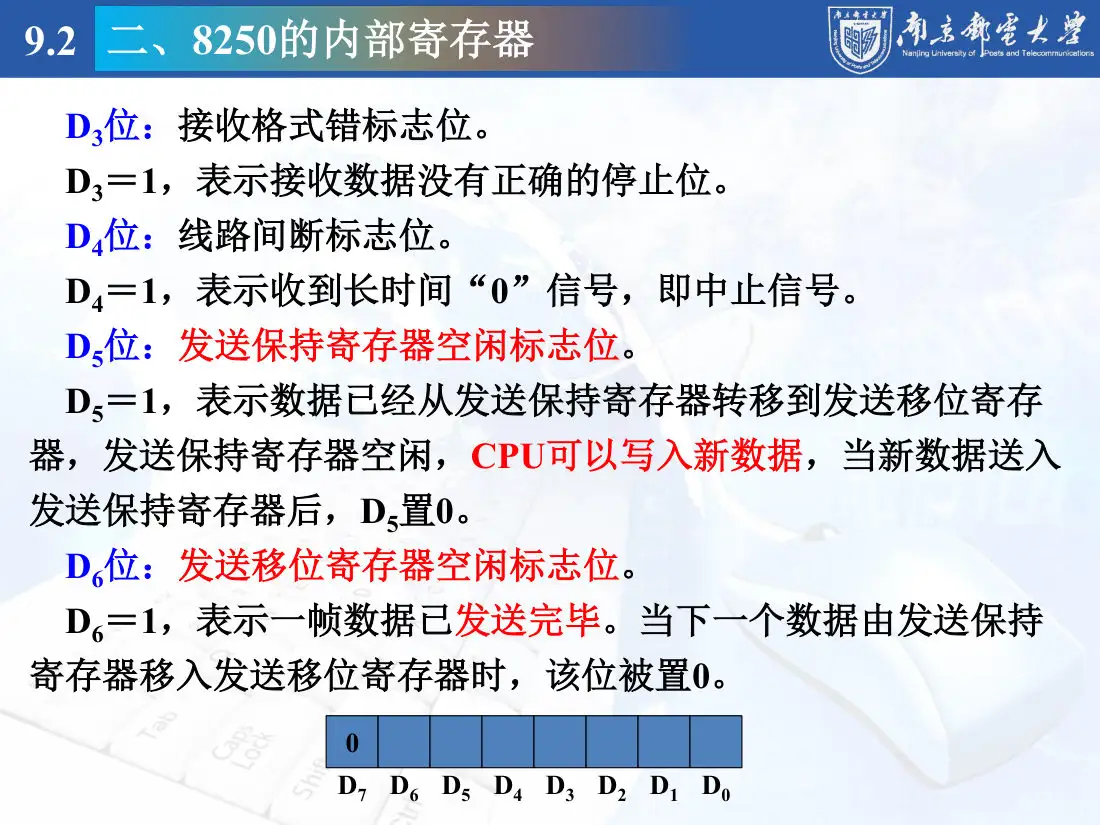 9.2 二、8250的内部寄存器
南京邮电大学
南京郵電大學
Nanjing University of Posts and Telecommunications
D3位：接收格式错标志位。
D3＝1，表示接收数据没有正确的停止位。
D4位：线路间断标志位。
D4＝1，表示收到长时间“0”信号，即中止信号。
D5位：发送保持寄存器空闲标志位。
D5＝1，表示数据已经从发送保持寄存器转移到发送移位寄存
器，发送保持寄存器空闲，CPU可以写入新数据，当新数据送入
发送保持寄存器后，D5置0。
D6位：发送移位寄存器空闲标志位。
D6＝1，表示一帧数据已发送完毕。当下一个数据由发送保持
寄存器移入发送移位寄存器时，该位被置0。
Tab
Caps Lock
Shift
Ctrl
0
D7 D6 D5 D4 D3 D2 D1 D0